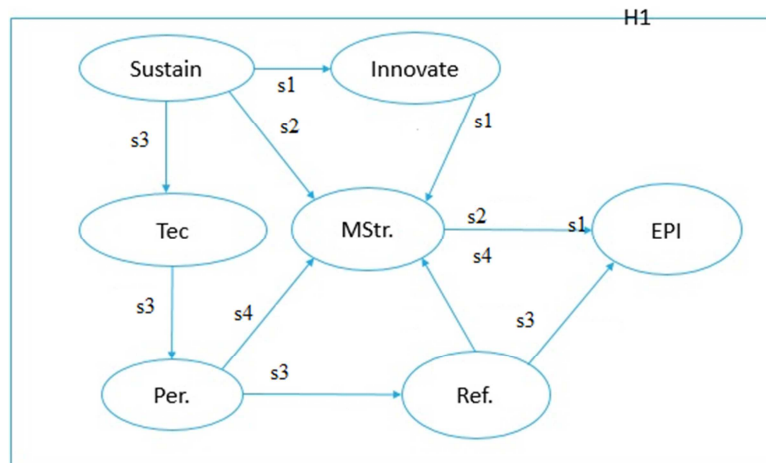 H1
Sustain
Innovate
s1
s2
s1
s3
Tec
MStr.
s2
s1
EPI
s4
s3
s4
s3
s3
Per.
Ref.